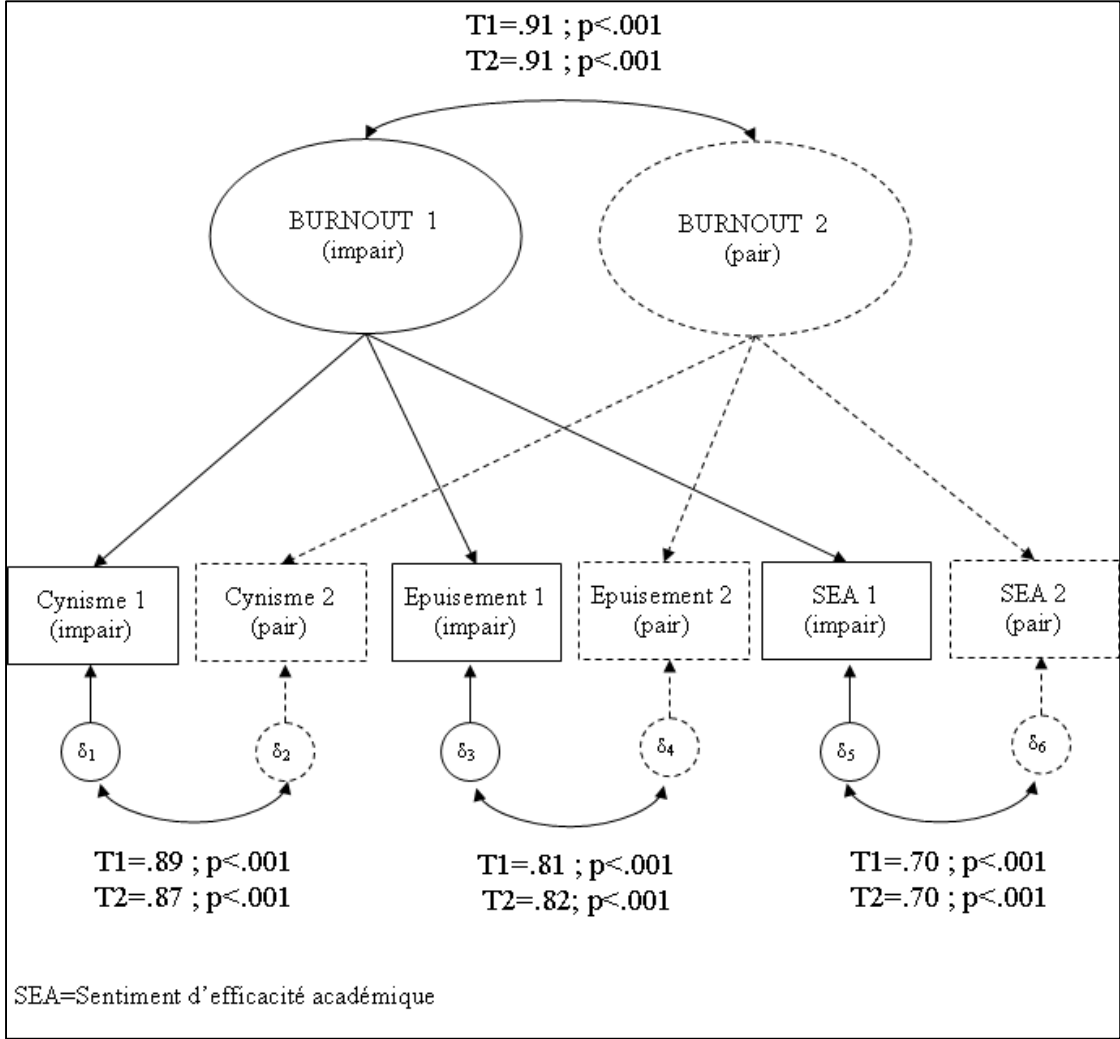 T1=.91 ; p<.001
T2=.91 ; p<.001
BURNOUT 1
(impair)
BURNOUT 2
(pair)
Cynisme 1
(impair)
Cynisme 2
(pair)
Epuisement 1
(impair)
Epuisement 2
(pair)
SEA 1
(impair)
SEA 2
(pair)
δ1
δ2
δ3
δ4
δ5
δ6
T1=.89 ; p<.001
T2=.87 ; p<.001
T1=.81 ; p<.001
T2=.82; p<.001
T1=.70 ; p<.001
T2=.70 ; p<.001
SEA=Sentiment d’efficacité académique